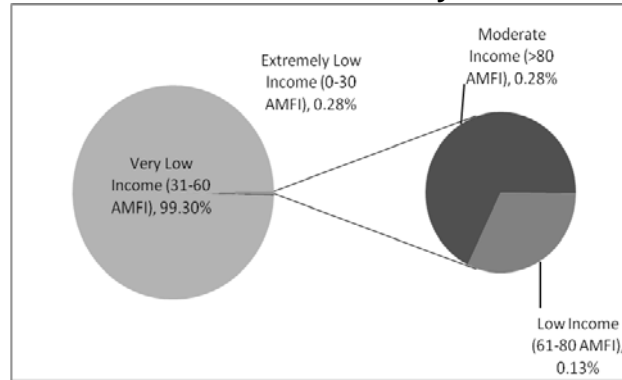 Extremely Low
Income (0-30
AMFI), 0.28%
Moderate
Income (>80
AMFI), 0.28%
Very Low
Income (31-60
AMFI), 99.30%
Low Income
(61-80 AMFI),
0.13%